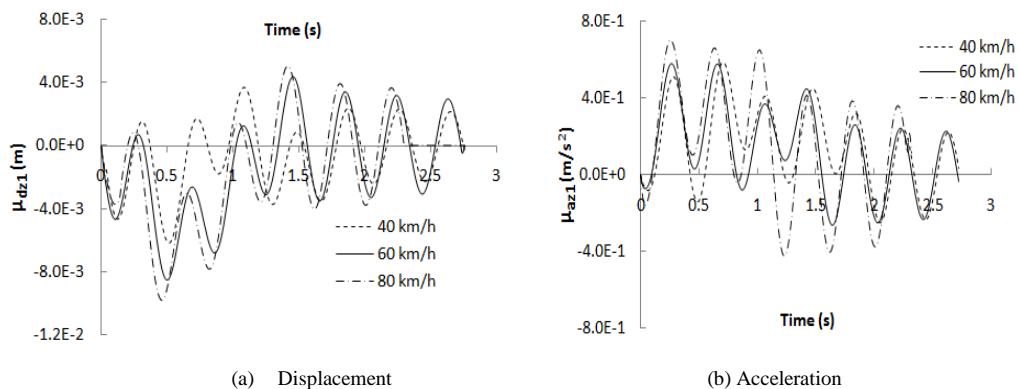 8.0E-3
4.0E-3
0.0E+0
-4.0E-3
-8.0E-3
-1.2E-2
μdz1 (m)
Time (s)
0 0.5 1 1.5 2 2.5 3
40 km/h
60 km/h
80 km/h
(a) Displacement
8.0E-1
4.0E-1
0.0E+0
-4.0E-1
-8.0E-1
μaz1 (m/s²)
0 0.5 1 1.5 2 2.5 3
40 km/h
60 km/h
80 km/h
Time (s)
(b) Acceleration